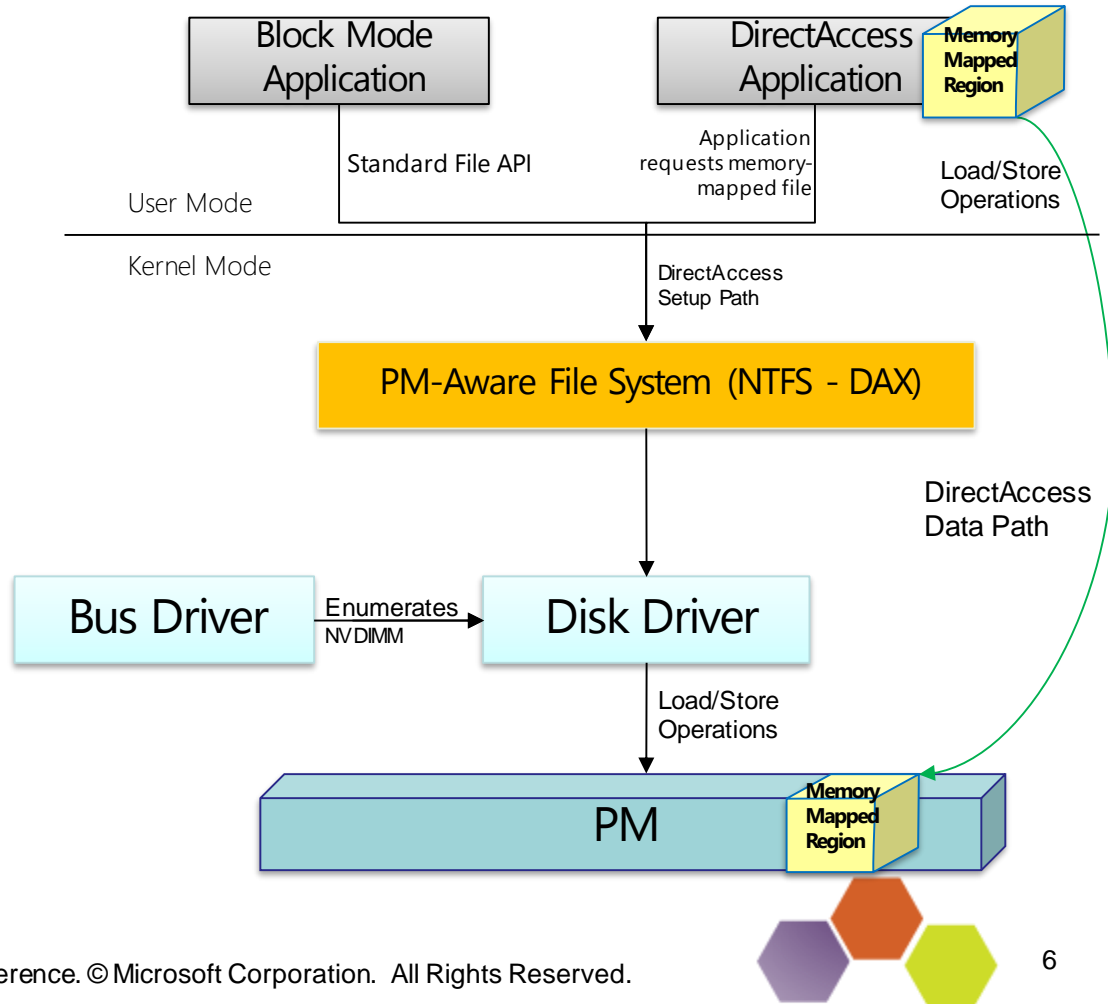 Block Mode
Application
DirectAccess
Application
Memory
Mapped
Region
Standard File API
Application
requests memory-
mapped file
Load/Store
Operations
User Mode
Kernel Mode
DirectAccess
Setup Path
PM-Aware File System (NTFS - DAX)
DirectAccess
Data Path
Bus Driver
Enumerates
NVDIMM
Disk Driver
Load/Store
Operations
PM
Memory
Mapped
Region
erence. © Microsoft Corporation. All Rights Reserved.
6